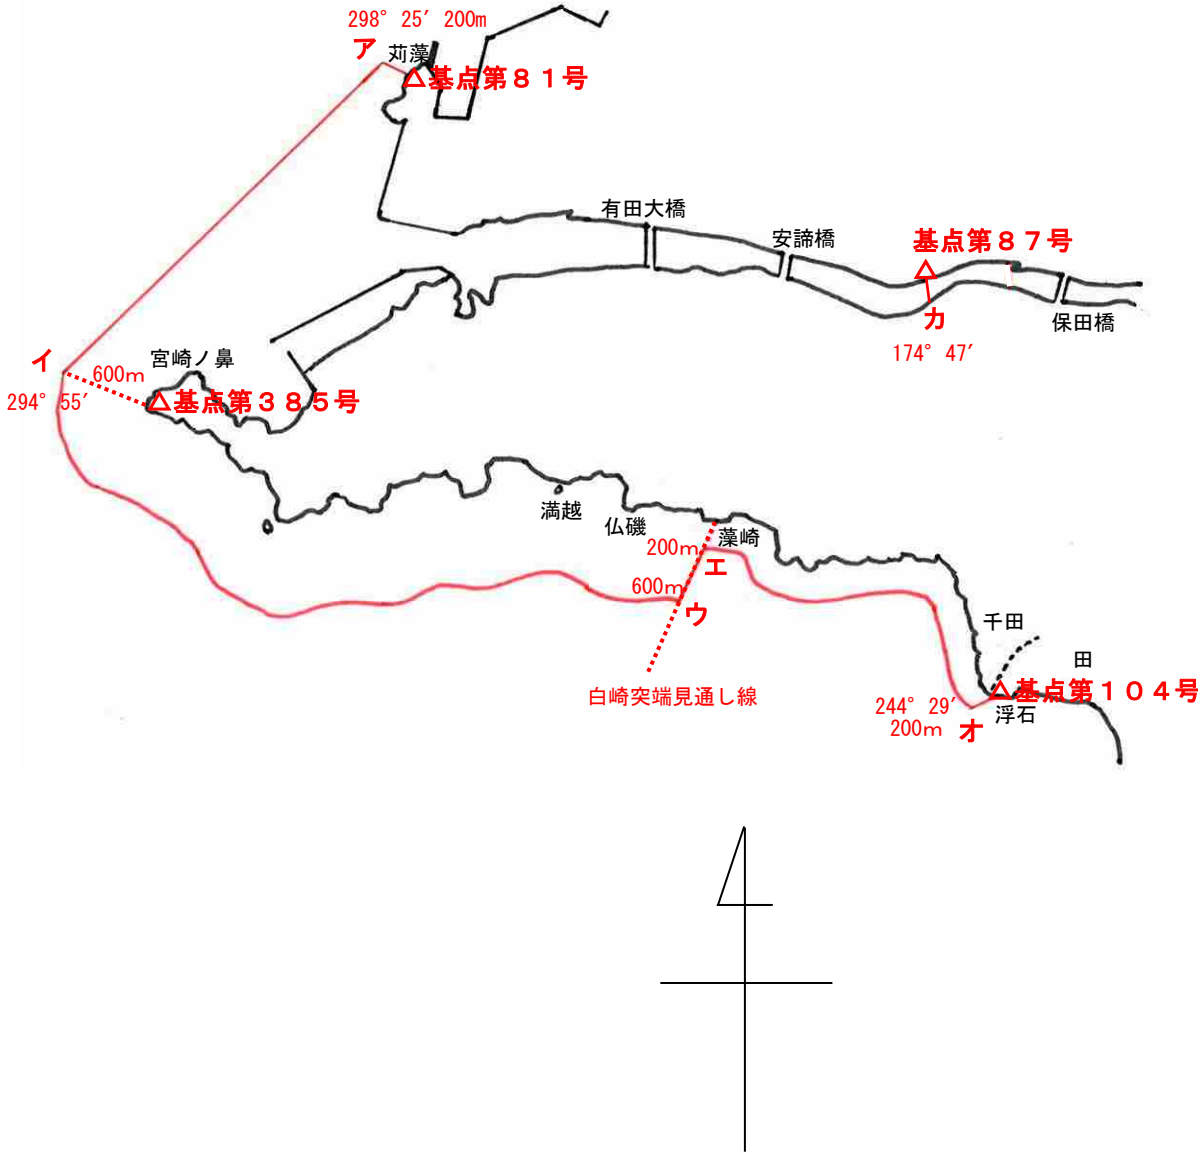 298° 25′ 200m
ア
苅藻
基点第８１号
有田大橋
安諦橋
基点第８７号
保田橋
カ
174° 47′
イ
宮崎ノ鼻
600m
294° 55′
基点第３８５号
満越
仏磯
藻崎
200m
エ
600m
ウ
白崎突端見通し線
千田
田
基点第１０４号
浮石
244° 29′
200m
オ